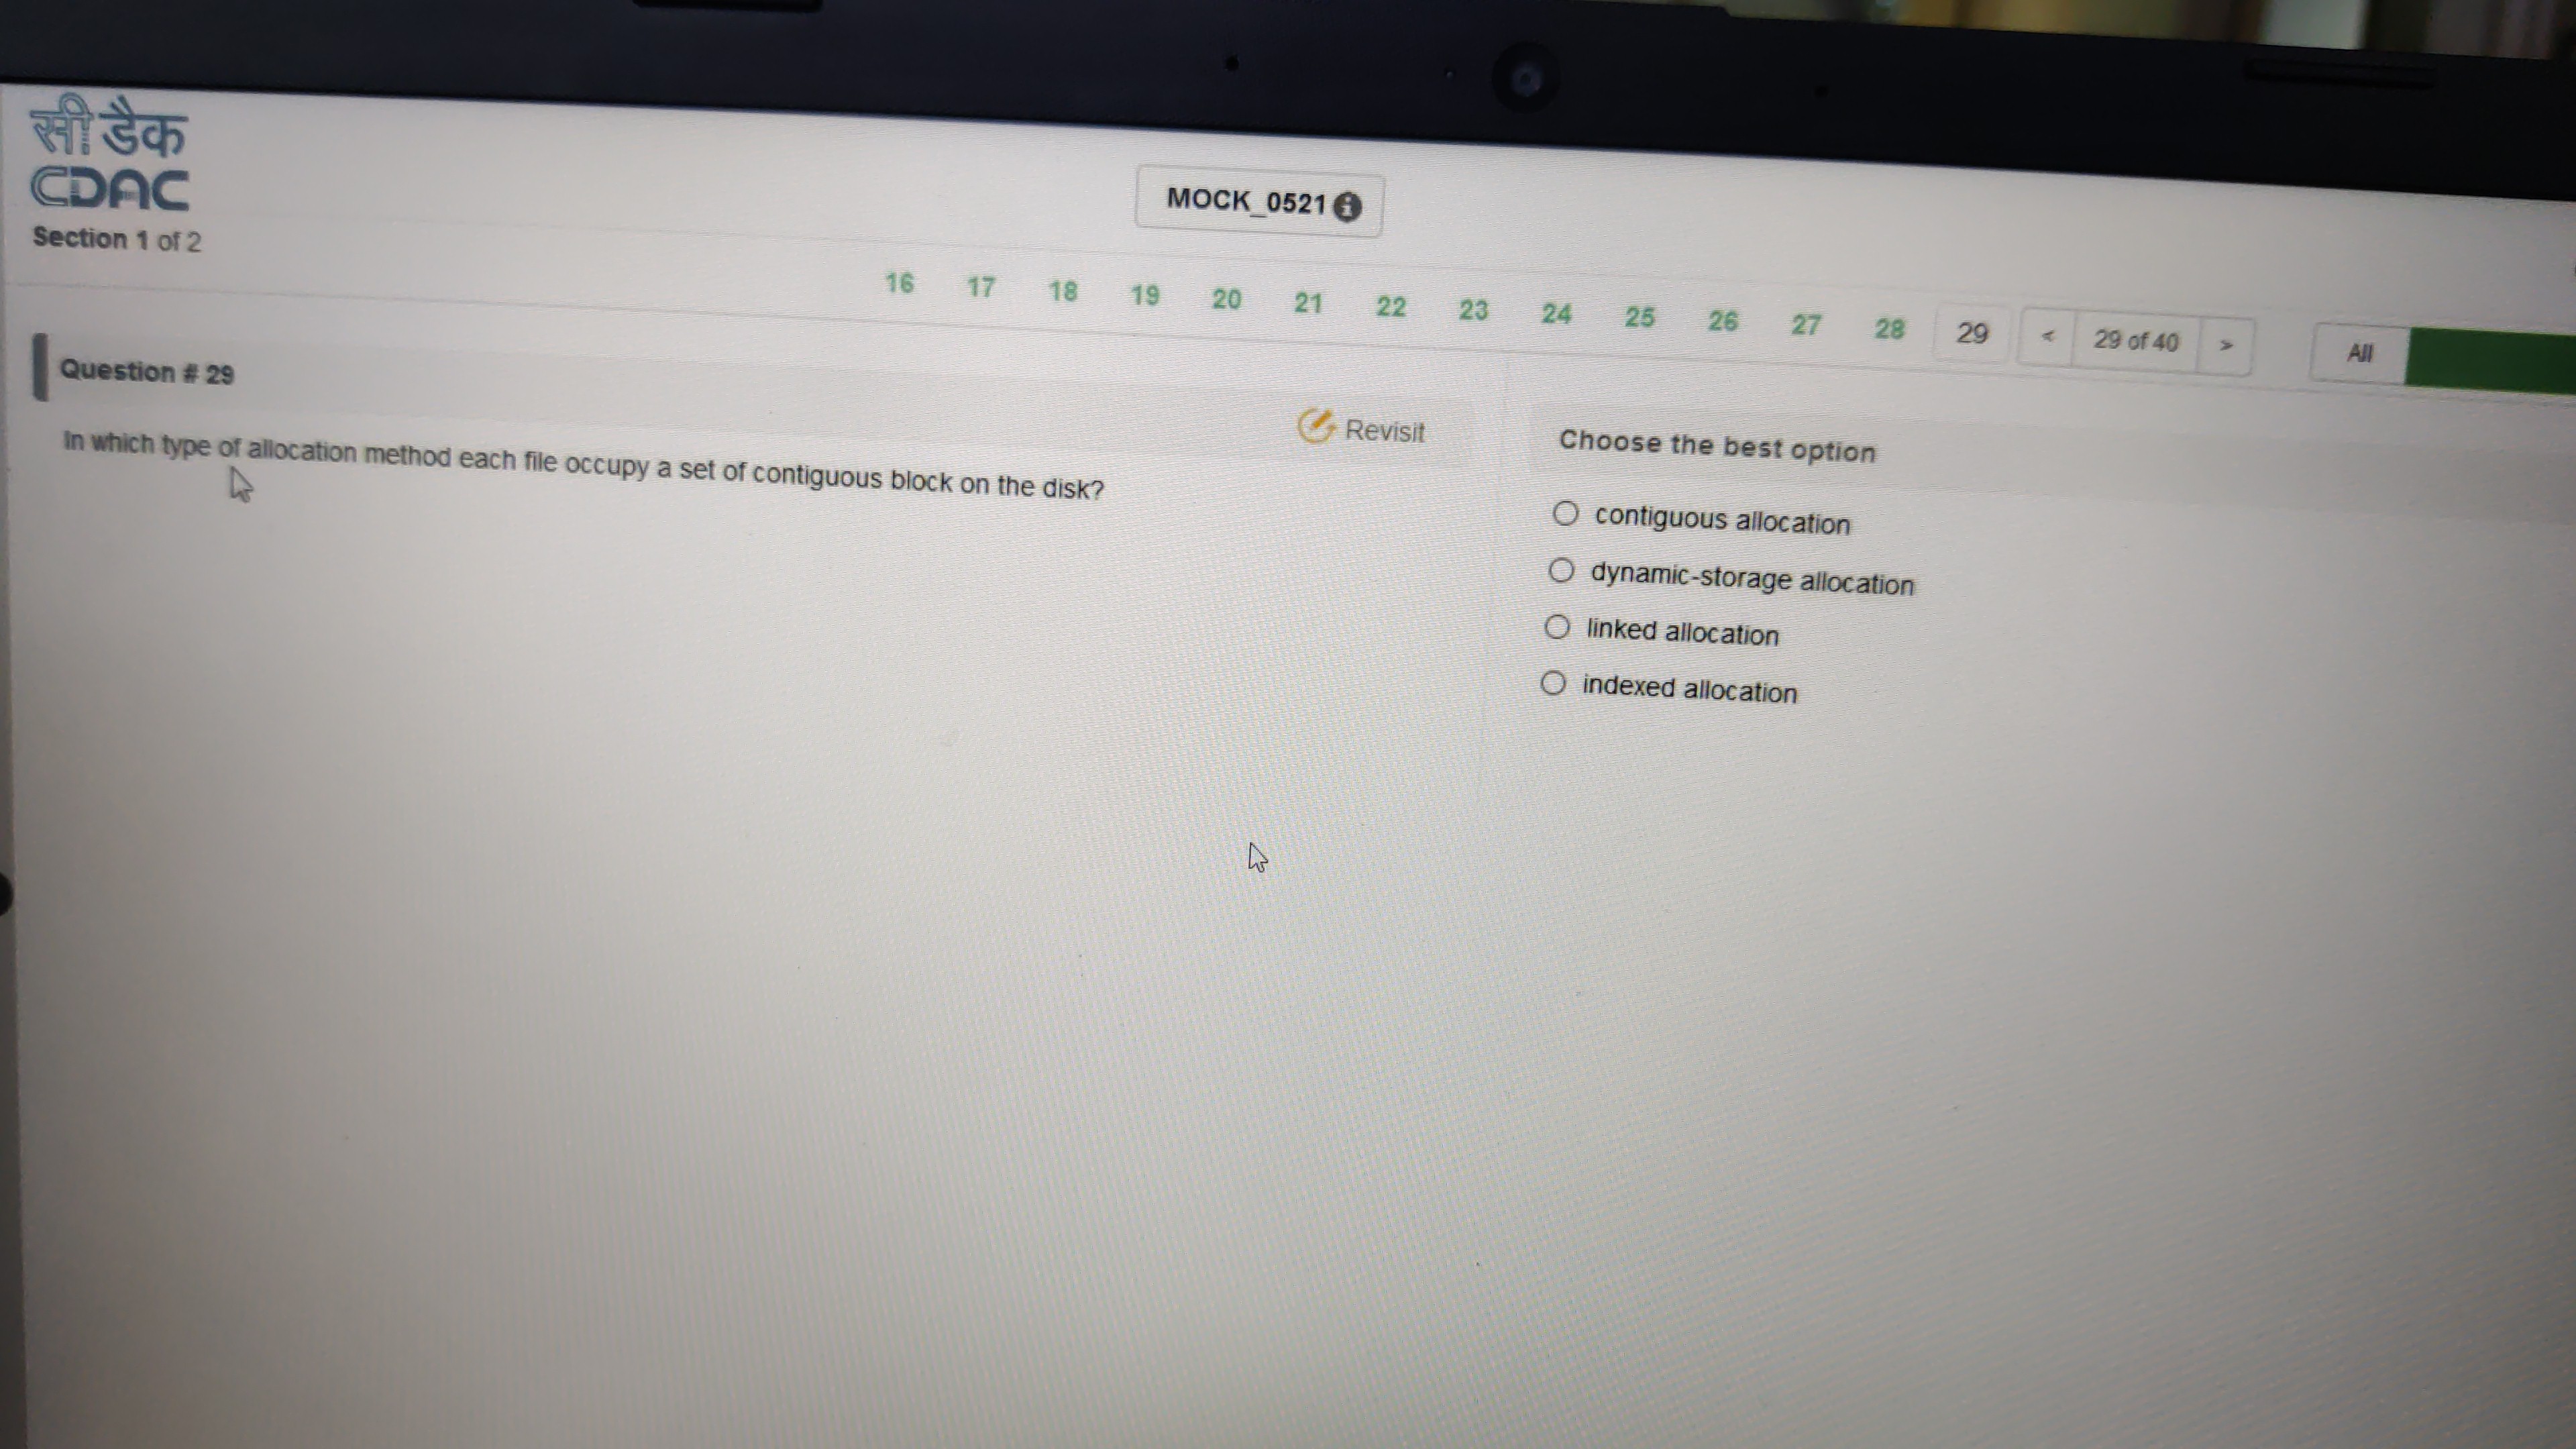 सी डैक
CDAC
MOCK_0521
Section 1 of 2
16 17 18 19 20 21 22 23 24 25 26 27 28 29 < 29 of 40 > All
Question # 29
Revisit
In which type of allocation method each file occupy a set of contiguous block on the disk?
Choose the best option
contiguous allocation
dynamic-storage allocation
linked allocation
indexed allocation